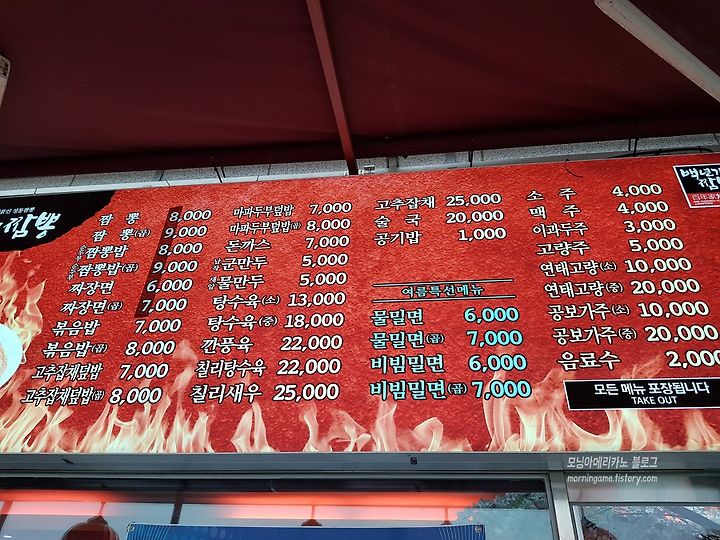 짬뽕
짬 뽕 8,000
짬 뽕(곱) 9,000
짬뽕밥 8,000
짬뽕밥(곱) 9,000
짜장면 6,000
짜장면(곱) 7,000
볶음밥 7,000
볶음밥(곱) 8,000
고추잡채덮밥 7,000
고추잡채덮밥(곱) 8,000
마파두부덮밥 7,000
마파두부덮밥(곱) 8,000
돈까스 7,000
군만두 5,000
물만두 5,000
탕수육(소) 13,000
탕수육(중) 18,000
깐풍육 22,000
칠리탕수육 22,000
칠리새우 25,000
고추잡채 25,000
술 국 20,000
공기밥 1,000
여름특선메뉴
물밀면 6,000
물밀면(곱) 7,000
비빔밀면 6,000
비빔밀면(곱) 7,000
소 주 4,000
맥 주 4,000
이과두주 3,000
고량주 5,000
연태고량(소) 10,000
연태고량(중) 20,000
공보가주(소) 10,000
공보가주(중) 20,000
음료수 2,000
모든 메뉴 포장됩니다
TAKE OUT
모닝아메리카노 블로그
morningame.tistory.com